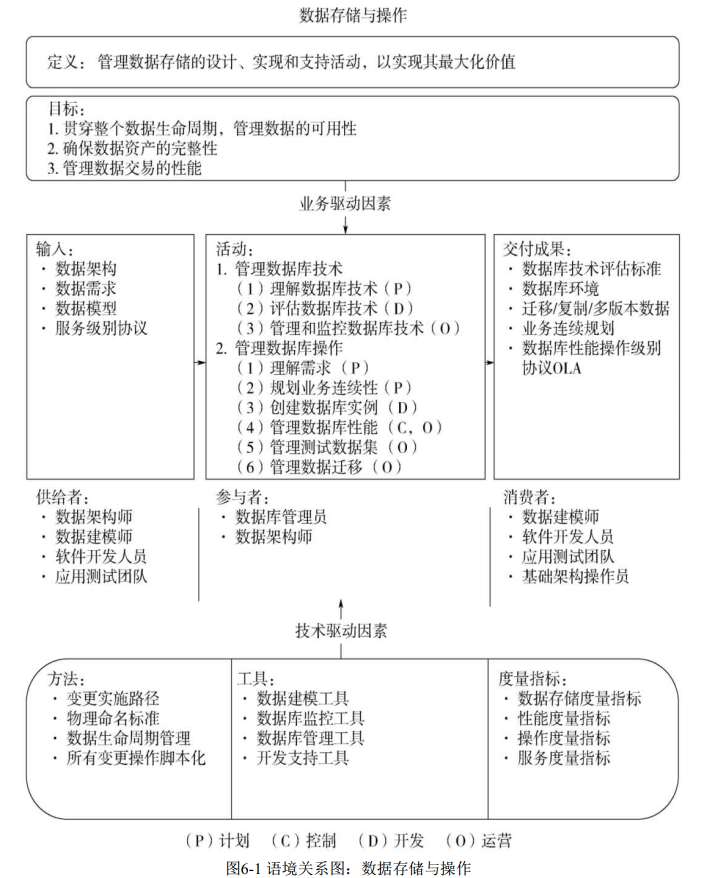 数据存储与操作
定义：管理数据存储的设计、实现和支持活动，以实现其最大化价值
目标：
1. 贯穿整个数据生命周期，管理数据的可用性
2. 确保数据资产的完整性
3. 管理数据交易的性能
业务驱动因素
输入：
· 数据架构
· 数据需求
· 数据模型
· 服务级别协议
活动：
1. 管理数据库技术
（1）理解数据库技术（P）
（2）评估数据库技术（D）
（3）管理和监控数据库技术（O）
2. 管理数据库操作
（1）理解需求（P）
（2）规划业务连续性（P）
（3）创建数据库实例（D）
（4）管理数据库性能（C，O）
（5）管理测试数据集（O）
（6）管理数据迁移（O）
交付成果：
· 数据库技术评估标准
· 数据库环境
· 迁移/复制/多版本数据
· 业务连续规划
· 数据库性能操作级别
协议OLA
供给者：
· 数据架构师
· 数据建模师
· 软件开发人员
· 应用测试团队
参与者：
· 数据库管理员
· 数据架构师
消费者：
· 数据建模师
· 软件开发人员
· 应用测试团队
· 基础架构操作员
技术驱动因素
方法：
· 变更实施路径
· 物理命名标准
· 数据生命周期管理
· 所有变更操作脚本化
工具：
· 数据建模工具
· 数据库监控工具
· 数据库管理工具
· 开发支持工具
度量指标：
· 数据存储度量指标
· 性能度量指标
· 操作度量指标
· 服务度量指标
（P）计划 （C）控制 （D）开发 （O）运营
图6-1 语境关系图：数据存储与操作